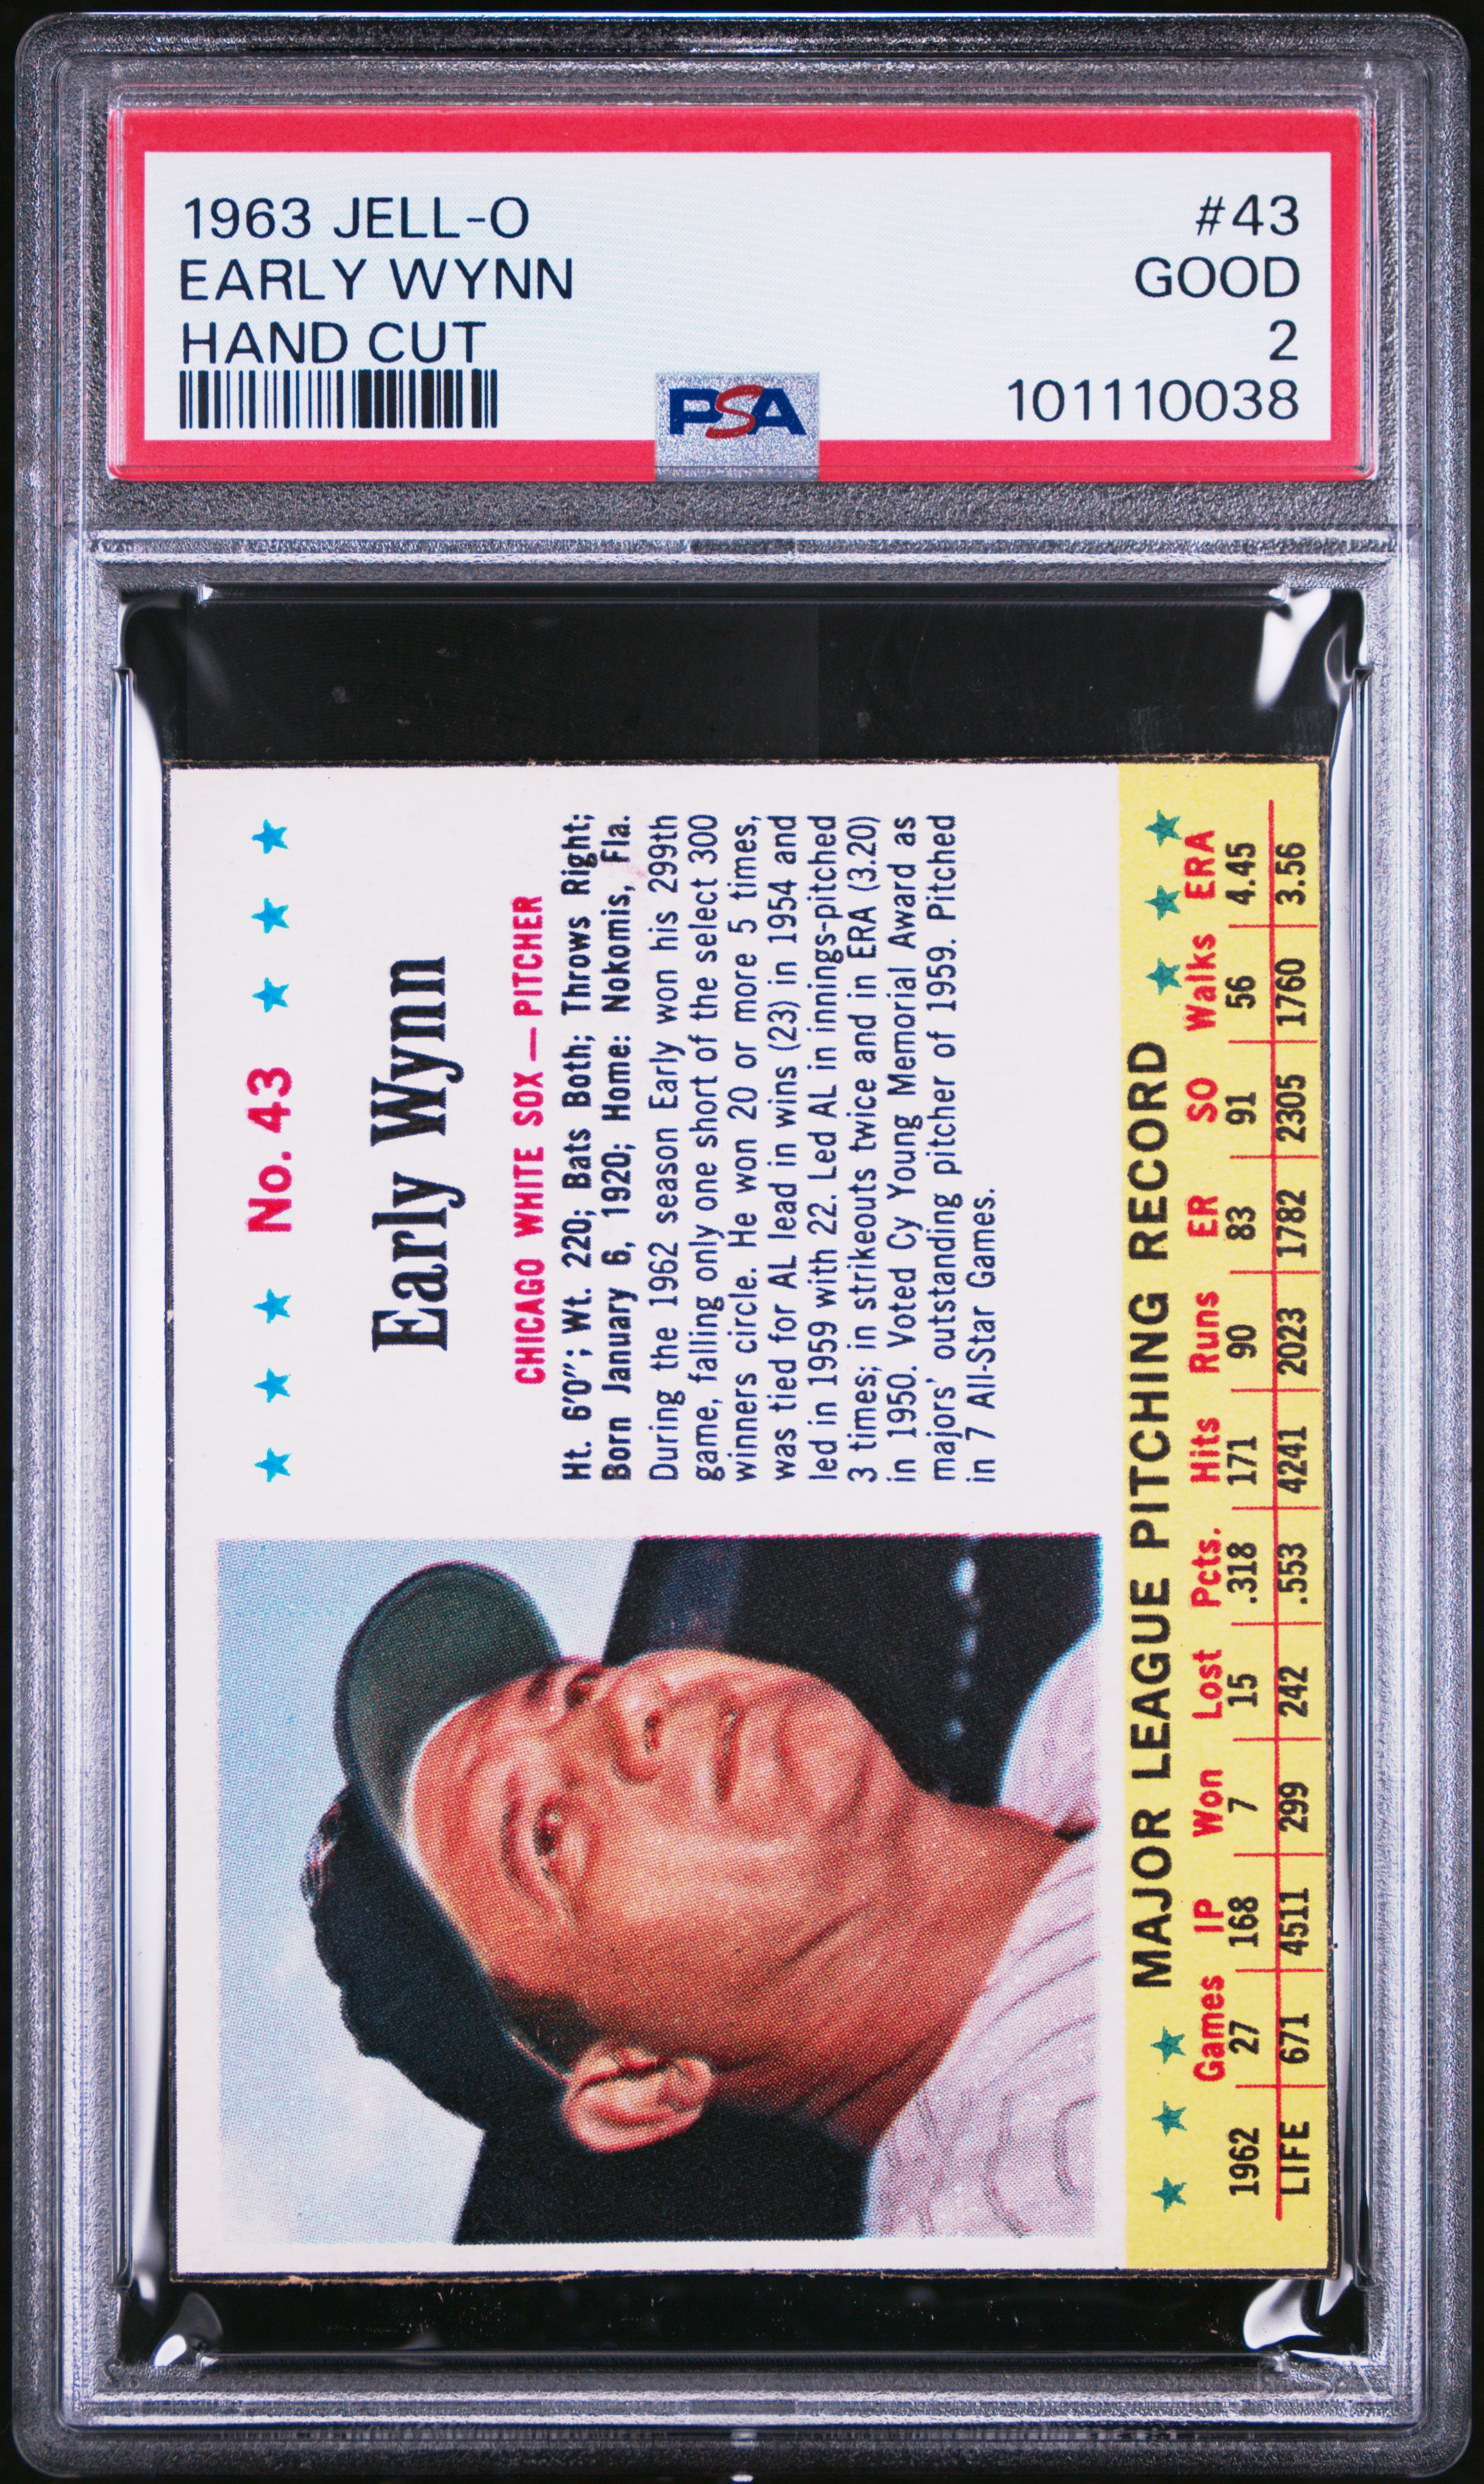 1963 JELL-O #43
EARLY WYNN GOOD
HAND CUT 2
PSA 101110038
No. 43
Early Wynn
CHICAGO WHITE SOX — PITCHER
Ht. 6'0"; Wt. 220; Bats Both; Throws Right;
Born January 6, 1920; Home: Nokomis, Fla.
During the 1962 season Early won his 299th
game, falling only one short of the select 300
winners circle. He won 20 or more 5 times,
was tied for AL lead in wins (23) in 1954 and
led in 1959 with 22. Led AL in innings-pitched
3 times; in strikeouts twice and in ERA (3.20)
in 1950. Voted Cy Young Memorial Award as
majors' outstanding pitcher of 1959. Pitched
in 7 All-Star Games.
MAJOR LEAGUE PITCHING RECORD
Games IP Won Lost Pcts. Hits Runs ER SO Walks ERA
1962 27 168 7 15 .318 171 90 83 91 56 4.45
LIFE 671 4511 299 242 .553 4241 2023 1782 2305 1760 3.56